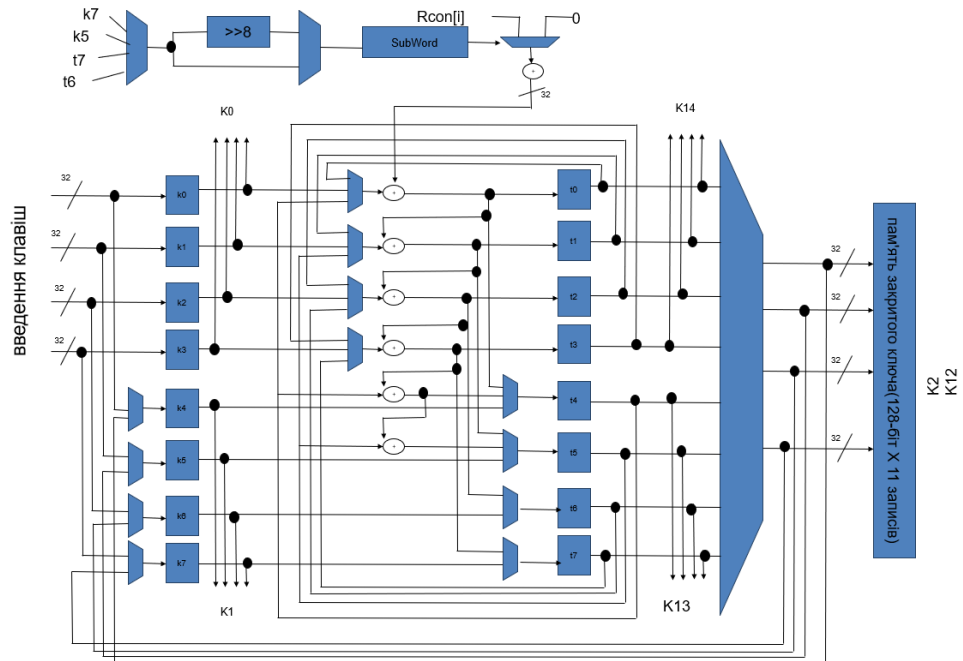 k7
k5
t7
t6
>>8
SubWord
Rcon[i]
0
+
32
K0
K14
введення клавіш
32
32
32
32
k0
k1
k2
k3
k4
k5
k6
k7
+
+
+
+
+
+
t0
t1
t2
t3
t4
t5
t6
t7
32
32
32
32
пам'ять закритого ключа(128-біт X 11 записів)
K2
K12
K1
K13